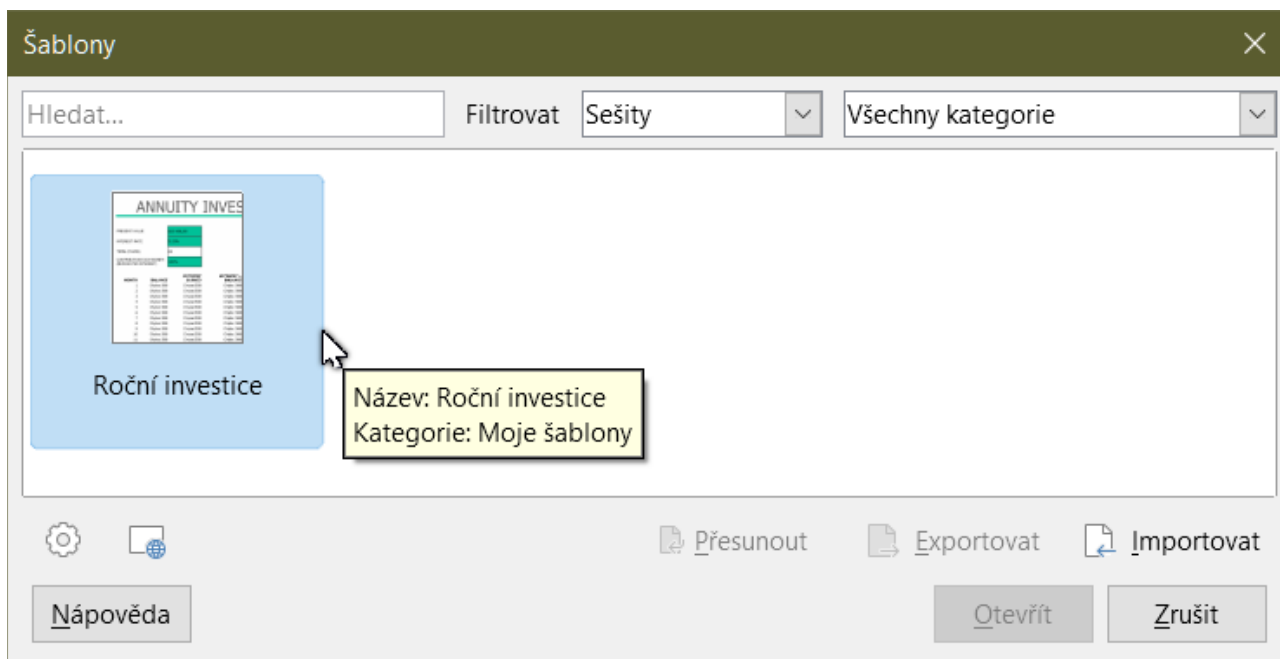 Šablony
Hledat...
Filtrovat
Sešity
Všechny kategorie
ANNUITY INVES
Roční investice
Název: Roční investice
Kategorie: Moje šablony
Přesunout
Exportovat
Importovat
Nápověda
Otevřít
Zrušit